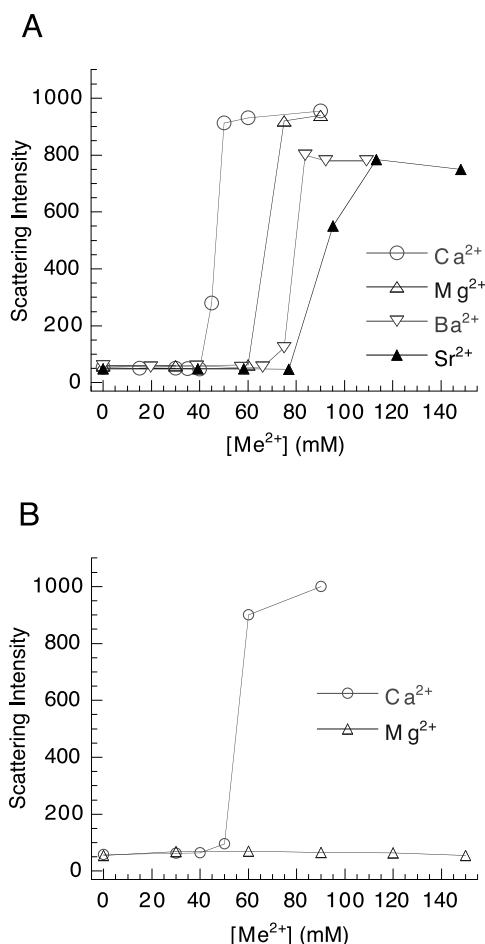 A
1000
800
600
400
200
0
Scattering Intensity
Ca²⁺
Mg²⁺
Ba²⁺
Sr²⁺
0 20 40 60 80 100 120 140
[Me²⁺] (mM)
B
1000
800
600
400
200
0
Scattering Intensity
Ca²⁺
Mg²⁺
0 20 40 60 80 100 120 140
[Me²⁺] (mM)